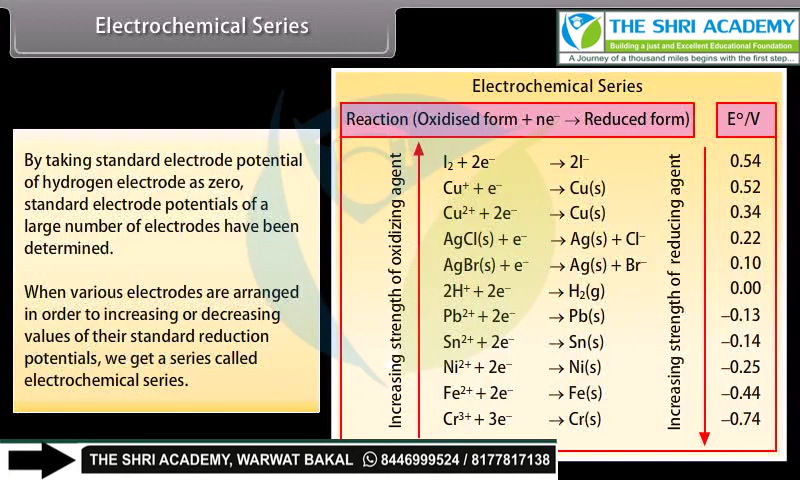 Electrochemical Series
THE SHRI ACADEMY
Building a just and Excellent Educational Foundation
A Journey of a thousand miles begins with the first step...
By taking standard electrode potential
of hydrogen electrode as zero,
standard electrode potentials of a
large number of electrodes have been
determined.
When various electrodes are arranged
in order to increasing or decreasing
values of their standard reduction
potentials, we get a series called
electrochemical series.
Electrochemical Series
Reaction (Oxidised form + ne⁻ → Reduced form) E°/V
Increasing strength of oxidizing agent
I₂ + 2e⁻ → 2I⁻ 0.54
Cu⁺ + e⁻ → Cu(s) 0.52
Cu²⁺ + 2e⁻ → Cu(s) 0.34
AgCl(s) + e⁻ → Ag(s) + Cl⁻ 0.22
AgBr(s) + e⁻ → Ag(s) + Br⁻ 0.10
2H⁺ + 2e⁻ → H₂(g) 0.00
Pb²⁺ + 2e⁻ → Pb(s) –0.13
Sn²⁺ + 2e⁻ → Sn(s) –0.14
Ni²⁺ + 2e⁻ → Ni(s) –0.25
Fe²⁺ + 2e⁻ → Fe(s) –0.44
Cr³⁺ + 3e⁻ → Cr(s) –0.74
Increasing strength of reducing agent
THE SHRI ACADEMY, WARWAT BAKAL 8446999524 / 8177817138